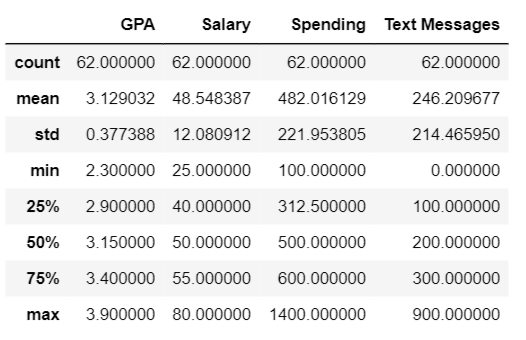 GPA Salary Spending Text Messages
count 62.000000 62.000000 62.000000 62.000000
mean 3.129032 48.548387 482.016129 246.209677
std 0.377388 12.080912 221.953805 214.465950
min 2.300000 25.000000 100.000000 0.000000
25% 2.900000 40.000000 312.500000 100.000000
50% 3.150000 50.000000 500.000000 200.000000
75% 3.400000 55.000000 600.000000 300.000000
max 3.900000 80.000000 1400.000000 900.000000